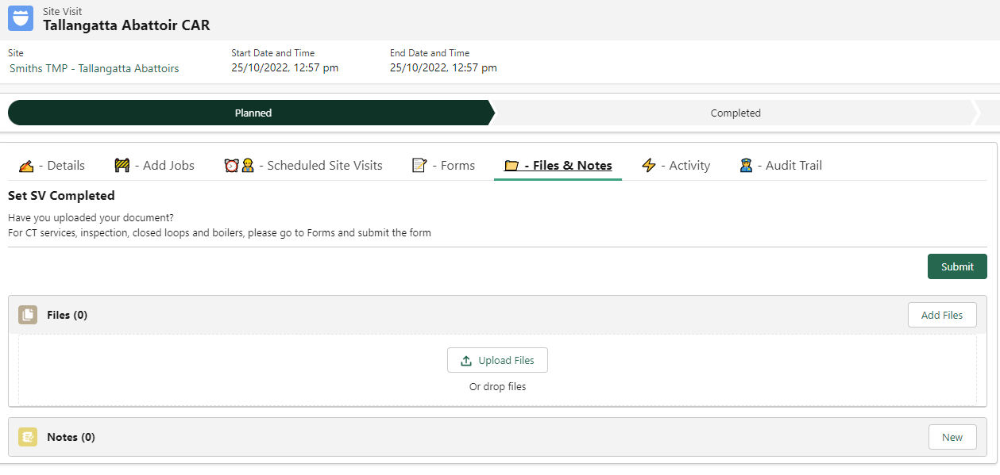 Site Visit
Tallangatta Abattoir CAR
Site
Start Date and Time
End Date and Time
Smiths TMP - Tallangatta Abattoirs
25/10/2022, 12:57 pm
25/10/2022, 12:57 pm
Planned
Completed
- Details
- Add Jobs
- Scheduled Site Visits
- Forms
- Files & Notes
- Activity
- Audit Trail
Set SV Completed
Have you uploaded your document?
For CT services, inspection, closed loops and boilers, please go to Forms and submit the form
Submit
Files (0)
Add Files
Upload Files
Or drop files
Notes (0)
New